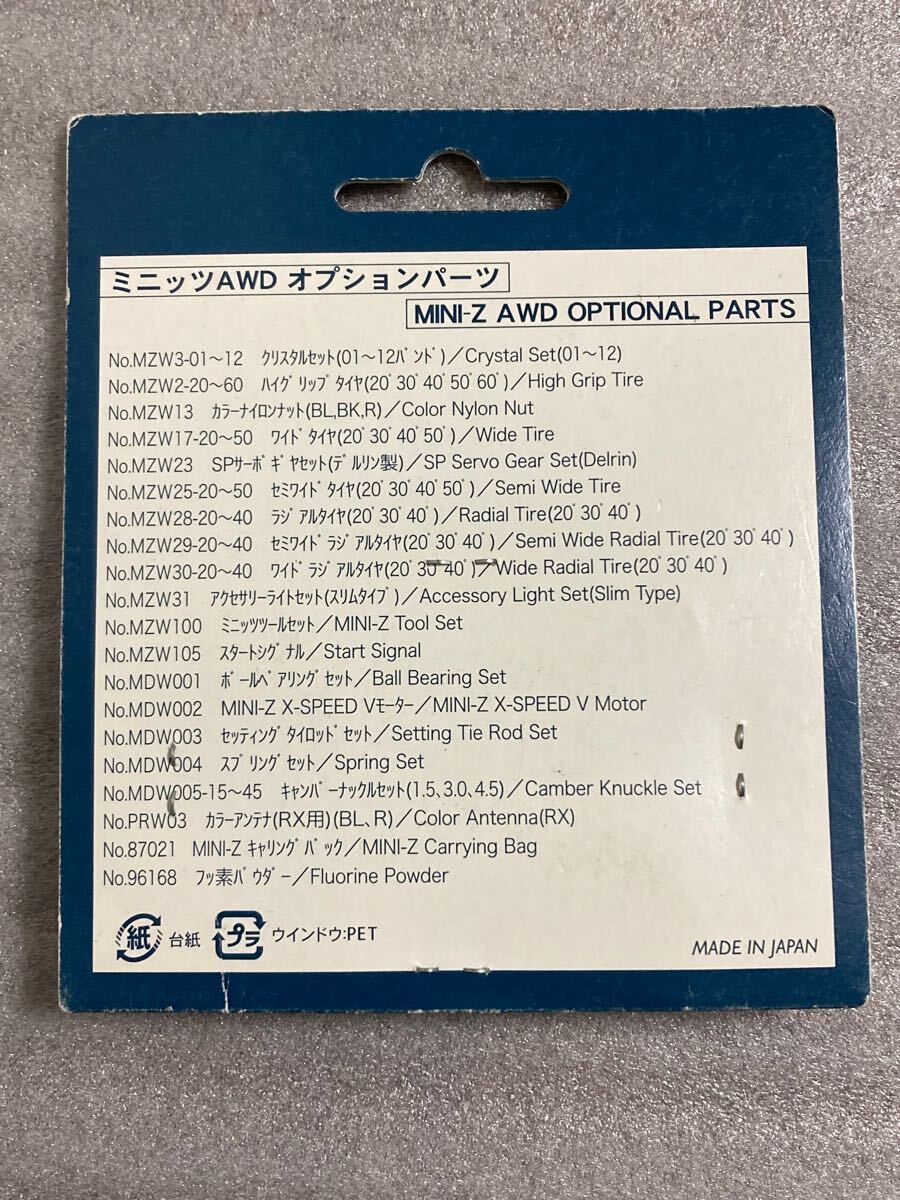 ミニッツAWD オプションパーツ
MINI-Z AWD OPTIONAL PARTS
No.MZW3-01～12 ｸﾘｽﾀﾙｾｯﾄ(01～12ﾊﾞﾝﾄﾞ)／Crystal Set(01～12)
No.MZW2-20～60 ﾊｲｸﾞﾘｯﾌﾟﾀｲﾔ(20ﾟ30ﾟ40ﾟ50ﾟ60ﾟ)／High Grip Tire
No.MZW13 ｶﾗｰﾅｲﾛﾝﾅｯﾄ(BL,BK,R)／Color Nylon Nut
No.MZW17-20～50 ﾜｲﾄﾞﾀｲﾔ(20ﾟ30ﾟ40ﾟ50ﾟ)／Wide Tire
No.MZW23 SPｻｰﾎﾞｷﾞﾔｾｯﾄ(ﾃﾞﾙﾘﾝ製)／SP Servo Gear Set(Delrin)
No.MZW25-20～50 ｾﾐﾜｲﾄﾞﾀｲﾔ(20ﾟ30ﾟ40ﾟ50ﾟ)／Semi Wide Tire
No.MZW28-20～40 ﾗｼﾞｱﾙﾀｲﾔ(20ﾟ30ﾟ40ﾟ)／Radial Tire(20ﾟ30ﾟ40ﾟ)
No.MZW29-20～40 ｾﾐﾜｲﾄﾞﾗｼﾞｱﾙﾀｲﾔ(20ﾟ30ﾟ40ﾟ)／Semi Wide Radial Tire(20ﾟ30ﾟ40ﾟ)
No.MZW30-20～40 ﾜｲﾄﾞﾗｼﾞｱﾙﾀｲﾔ(20ﾟ30ﾟ40ﾟ)／Wide Radial Tire(20ﾟ30ﾟ40ﾟ)
No.MZW31 ｱｸｾｻﾘｰﾗｲﾄｾｯﾄ(ｽﾘﾑﾀｲﾌﾟ)／Accessory Light Set(Slim Type)
No.MZW100 ﾐﾆｯﾂﾂｰﾙｾｯﾄ／MINI-Z Tool Set
No.MZW105 ｽﾀｰﾄｼｸﾞﾅﾙ／Start Signal
No.MDW001 ﾎﾞｰﾙﾍﾞｱﾘﾝｸﾞｾｯﾄ／Ball Bearing Set
No.MDW002 MINI-Z X-SPEED Vﾓｰﾀｰ／MINI-Z X-SPEED V Motor
No.MDW003 ｾｯﾃｨﾝｸﾞﾀｲﾛｯﾄﾞｾｯﾄ／Setting Tie Rod Set
No.MDW004 ｽﾌﾟﾘﾝｸﾞｾｯﾄ／Spring Set
No.MDW005-15～45 ｷｬﾝﾊﾞｰﾅｯｸﾙｾｯﾄ(1.5､3.0､4.5)／Camber Knuckle Set
No.PRW03 ｶﾗｰｱﾝﾃﾅ(RX用)(BL､R)／Color Antenna(RX)
No.87021 MINI-Z ｷｬﾘﾝｸﾞﾊﾞｯｸ／MINI-Z Carrying Bag
No.96168 ﾌｯ素ﾊﾟｳﾀﾞｰ／Fluorine Powder
紙 台紙 プラ ウインドウ:PET
MADE IN JAPAN